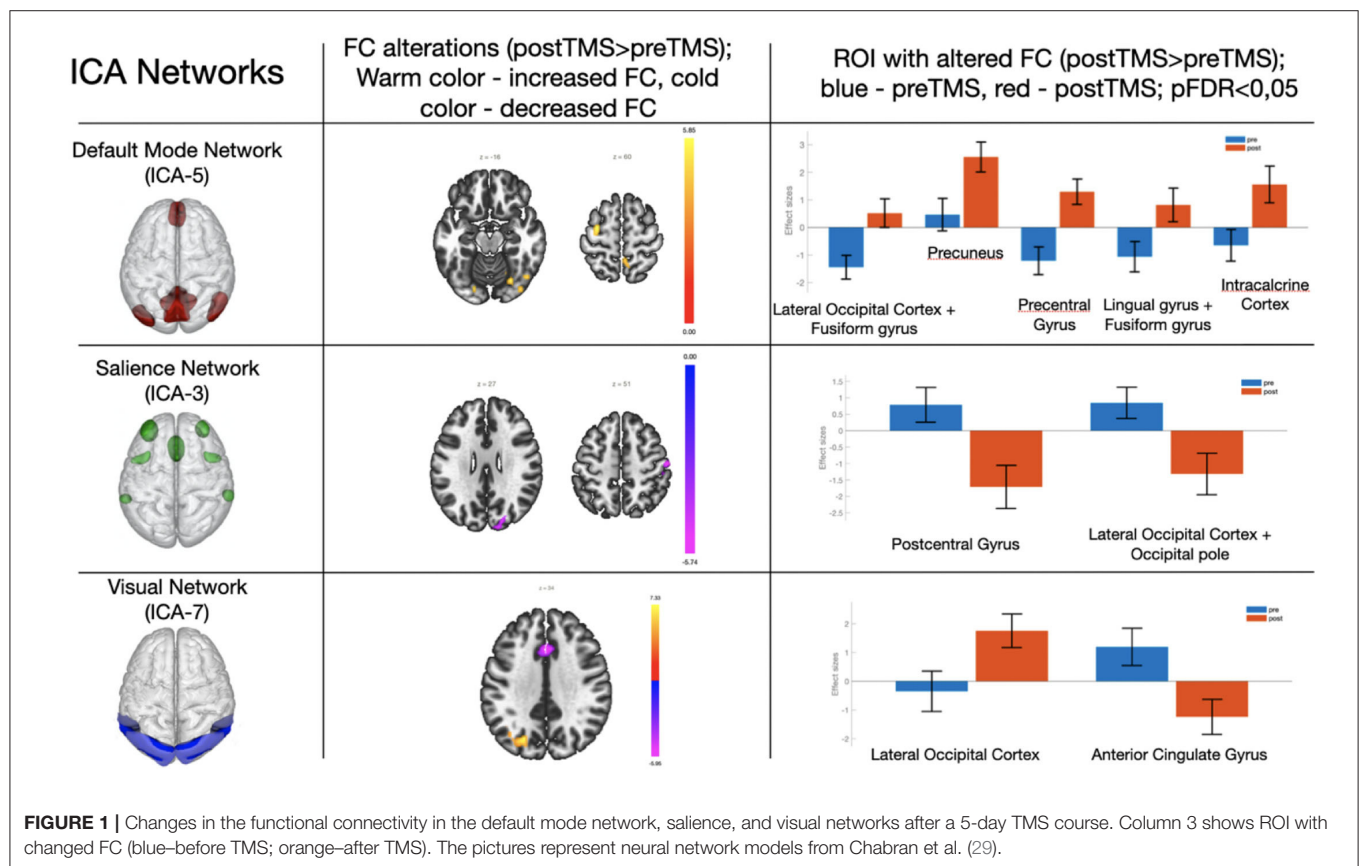 ICA Networks
FC alterations (postTMS>preTMS);
Warm color - increased FC, cold
color - decreased FC
ROI with altered FC (postTMS>preTMS);
blue - preTMS, red - postTMS; pFDR<0,05
Default Mode Network
(ICA-5)
z = -16
z = 60
5.85
0.00
pre
post
Effect sizes
3
2
1
0
-1
-2
Lateral Occipital Cortex +
Fusiform gyrus
Precuneus
Precentral
Gyrus
Lingual gyrus +
Fusiform gyrus
Intracalcrine
Cortex
Salience Network
(ICA-3)
z = 27
z = 51
0.00
-5.74
pre
post
Effect sizes
1.5
1
0.5
0
-0.5
-1
-1.5
-2
-2.5
Postcentral Gyrus
Lateral Occipital Cortex +
Occipital pole
Visual Network
(ICA-7)
z = 34
pre
post
Effect sizes
2
1
0
-1
-2
Lateral Occipital Cortex
Anterior Cingulate Gyrus
FIGURE 1 | Changes in the functional connectivity in the default mode network, salience, and visual networks after a 5-day TMS course. Column 3 shows ROI with
changed FC (blue–before TMS; orange–after TMS). The pictures represent neural network models from Chabran et al. (29).